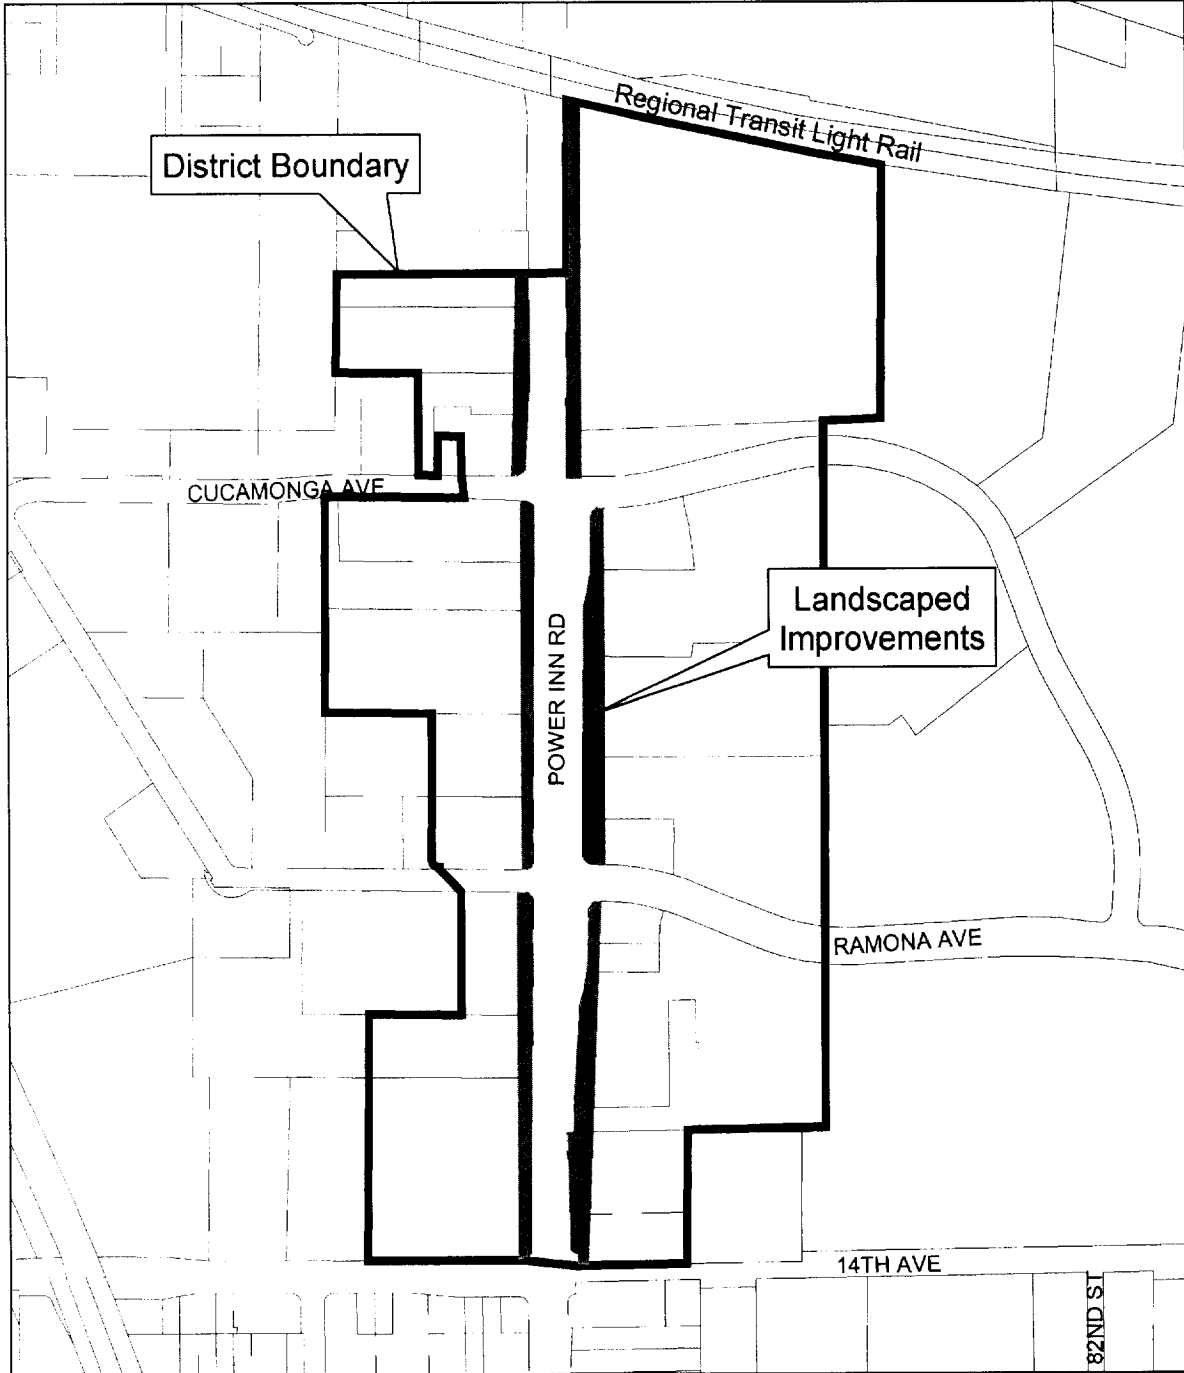 Regional Transit Light Rail
District Boundary
CUCAMONGA AVE
Landscaped
Improvements
POWER INN RD
RAMONA AVE
14TH AVE
82ND ST